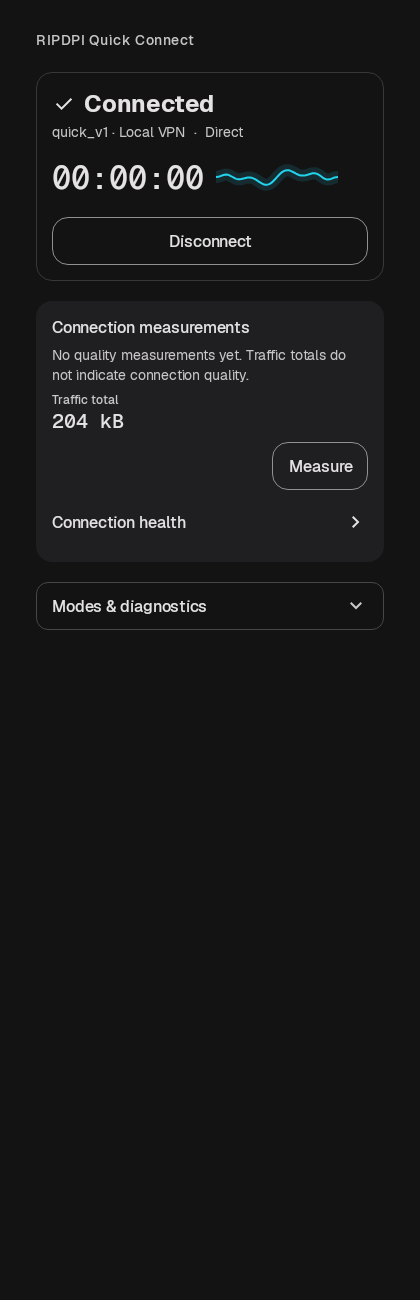 RIPDPI Quick Connect
Connected
quick_v1 · Local VPN · Direct
00:00:00
Disconnect
Connection measurements
No quality measurements yet. Traffic totals do
not indicate connection quality.
Traffic total
204 kB
Measure
Connection health
Modes & diagnostics